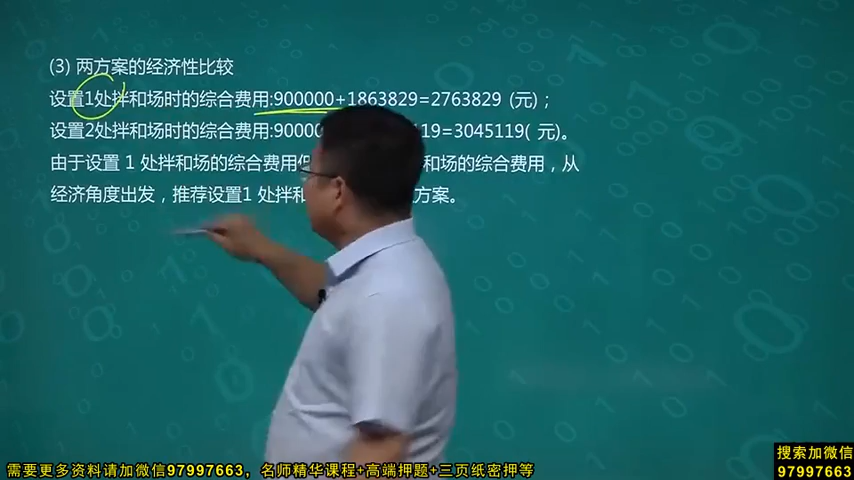 (3) 两方案的经济性比较
设置1处拌和场时的综合费用:900000+1863829=2763829 (元)；
设置2处拌和场时的综合费用:9000 19=3045119( 元)。
由于设置 1 处拌和场的综合费用 和场的综合费用，从
经济角度出发，推荐设置1 处拌和 方案。
需要更多资料请加微信97997663，名师精华课程+高端押题+三页纸密押等
搜索加微信
97997663